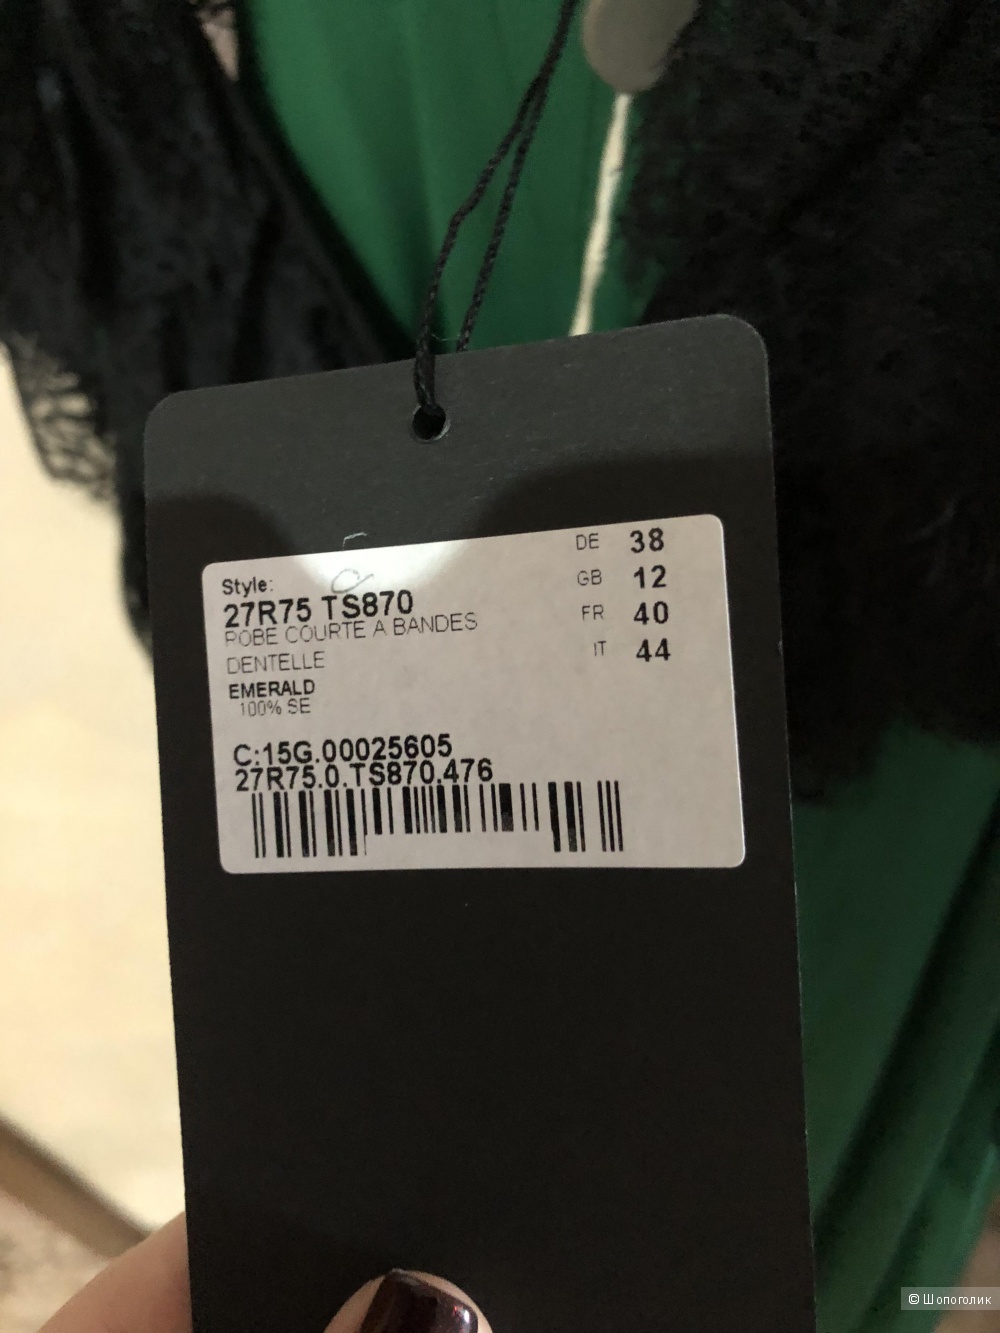 Style:
27R75 TS870
ROBE COURTE A BANDES
DENTELLE
EMERALD
100% SE
C:15G.00025605
27R75.0.TS870.476
DE 38
GB 12
FR 40
IT 44
© Шопоголик